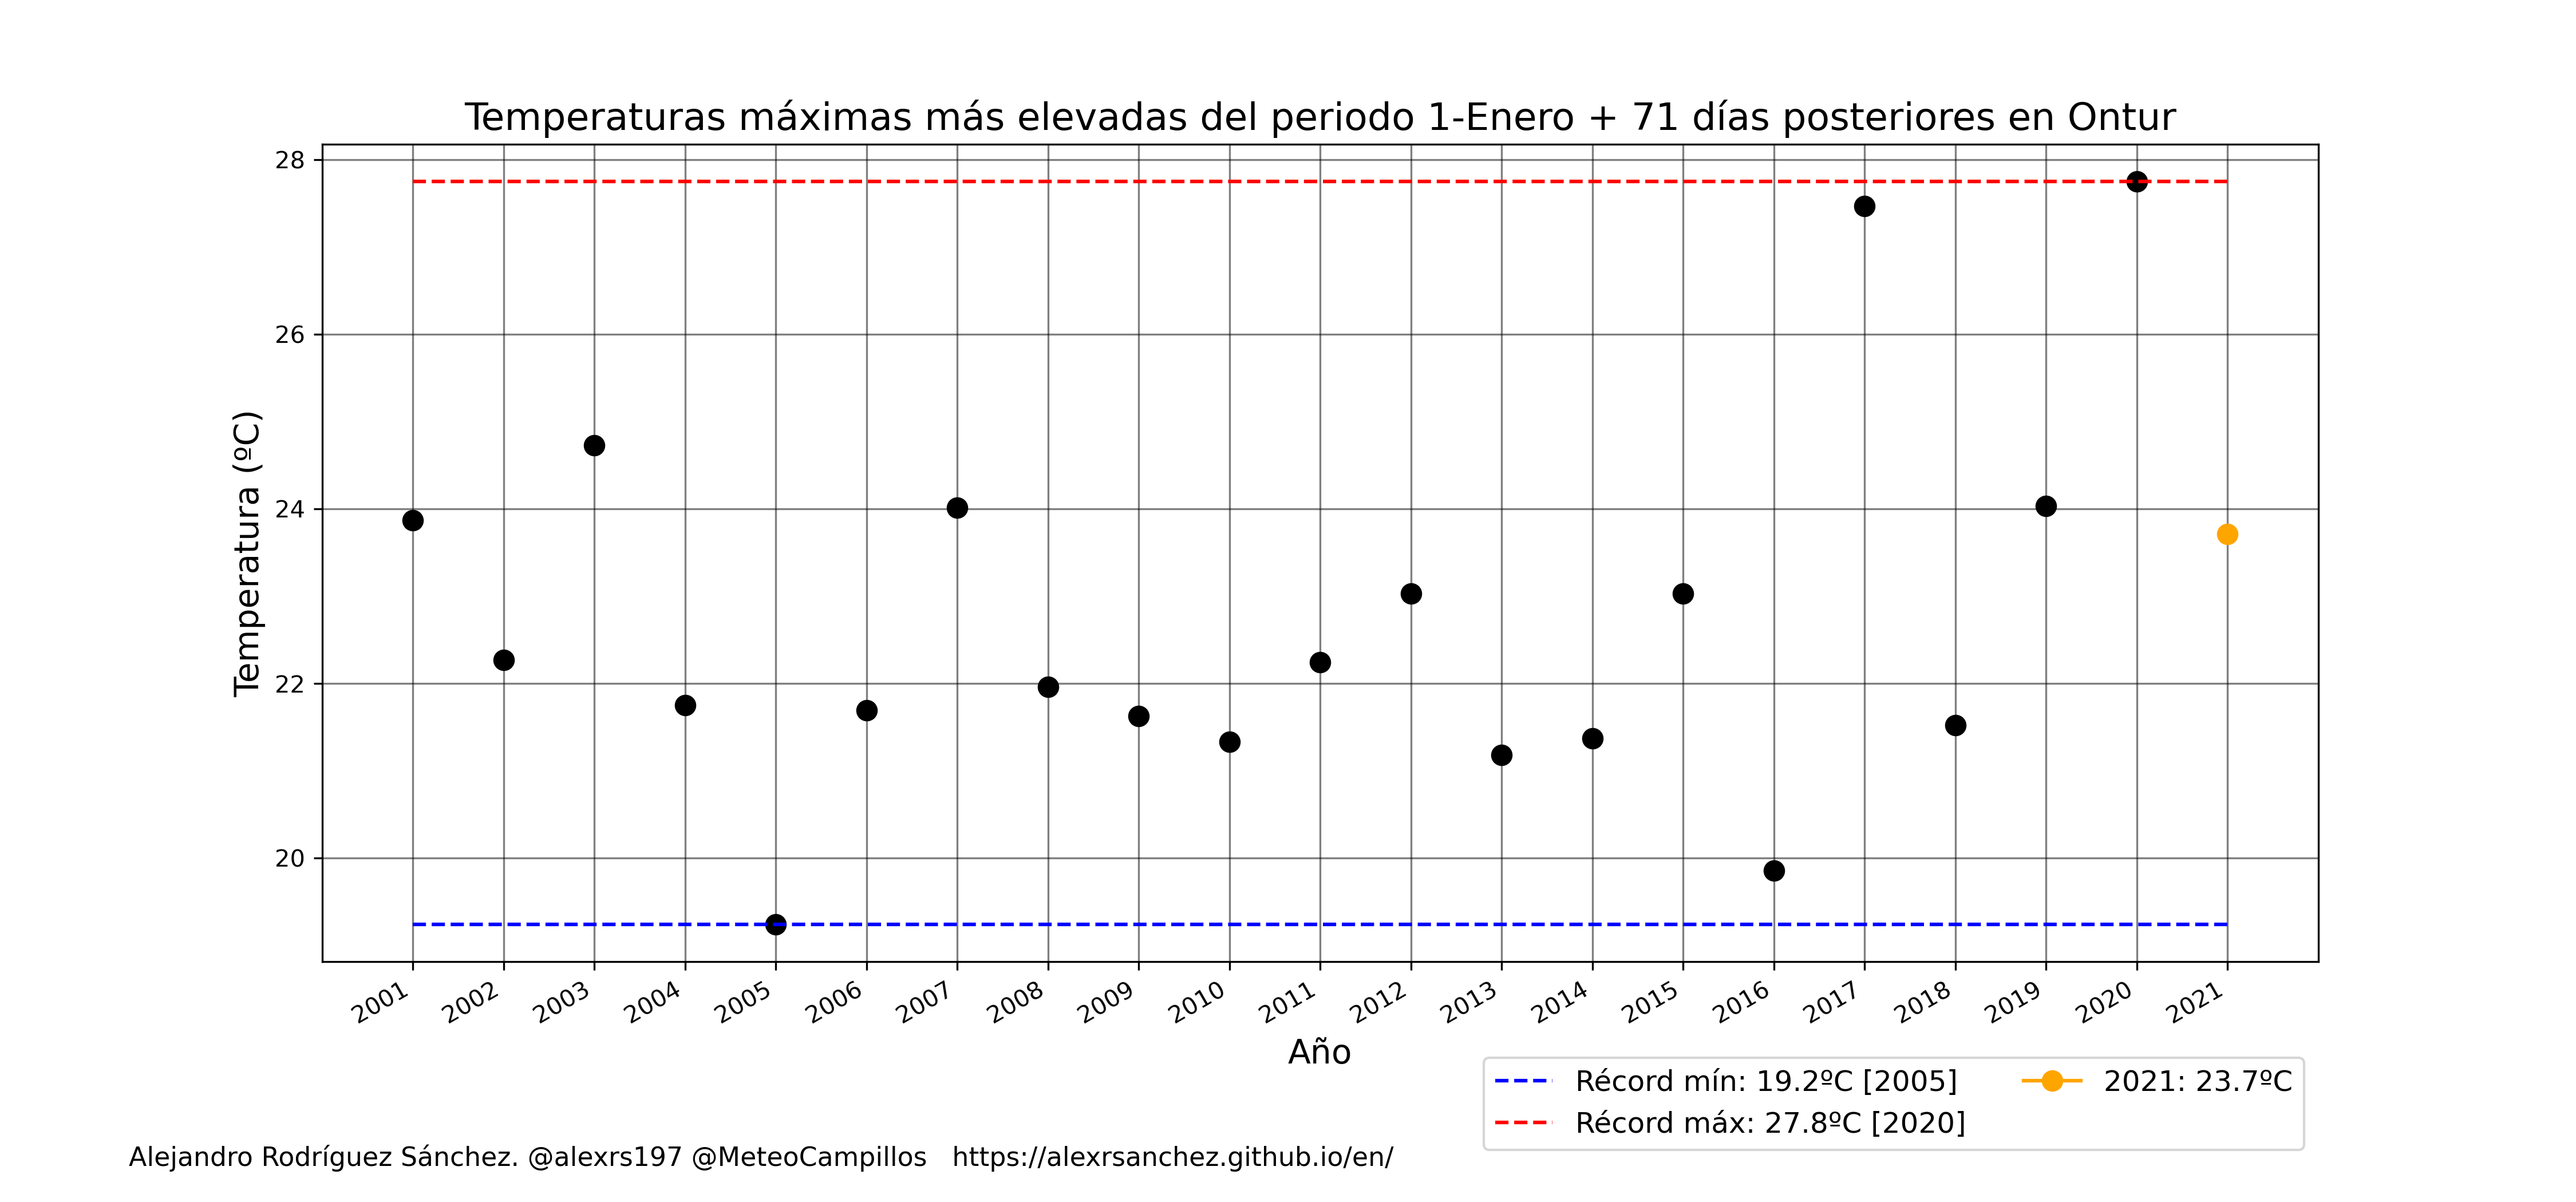 Temperaturas máximas más elevadas del periodo 1-Enero + 71 días posteriores en Ontur
Temperatura (ºC)
28
26
24
22
20
2001 2002 2003 2004 2005 2006 2007 2008 2009 2010 2011 2012 2013 2014 2015 2016 2017 2018 2019 2020 2021
Año
Récord mín: 19.2ºC [2005]
Récord máx: 27.8ºC [2020]
2021: 23.7ºC
Alejandro Rodríguez Sánchez. @alexrs197 @MeteoCampillos https://alexrsanchez.github.io/en/